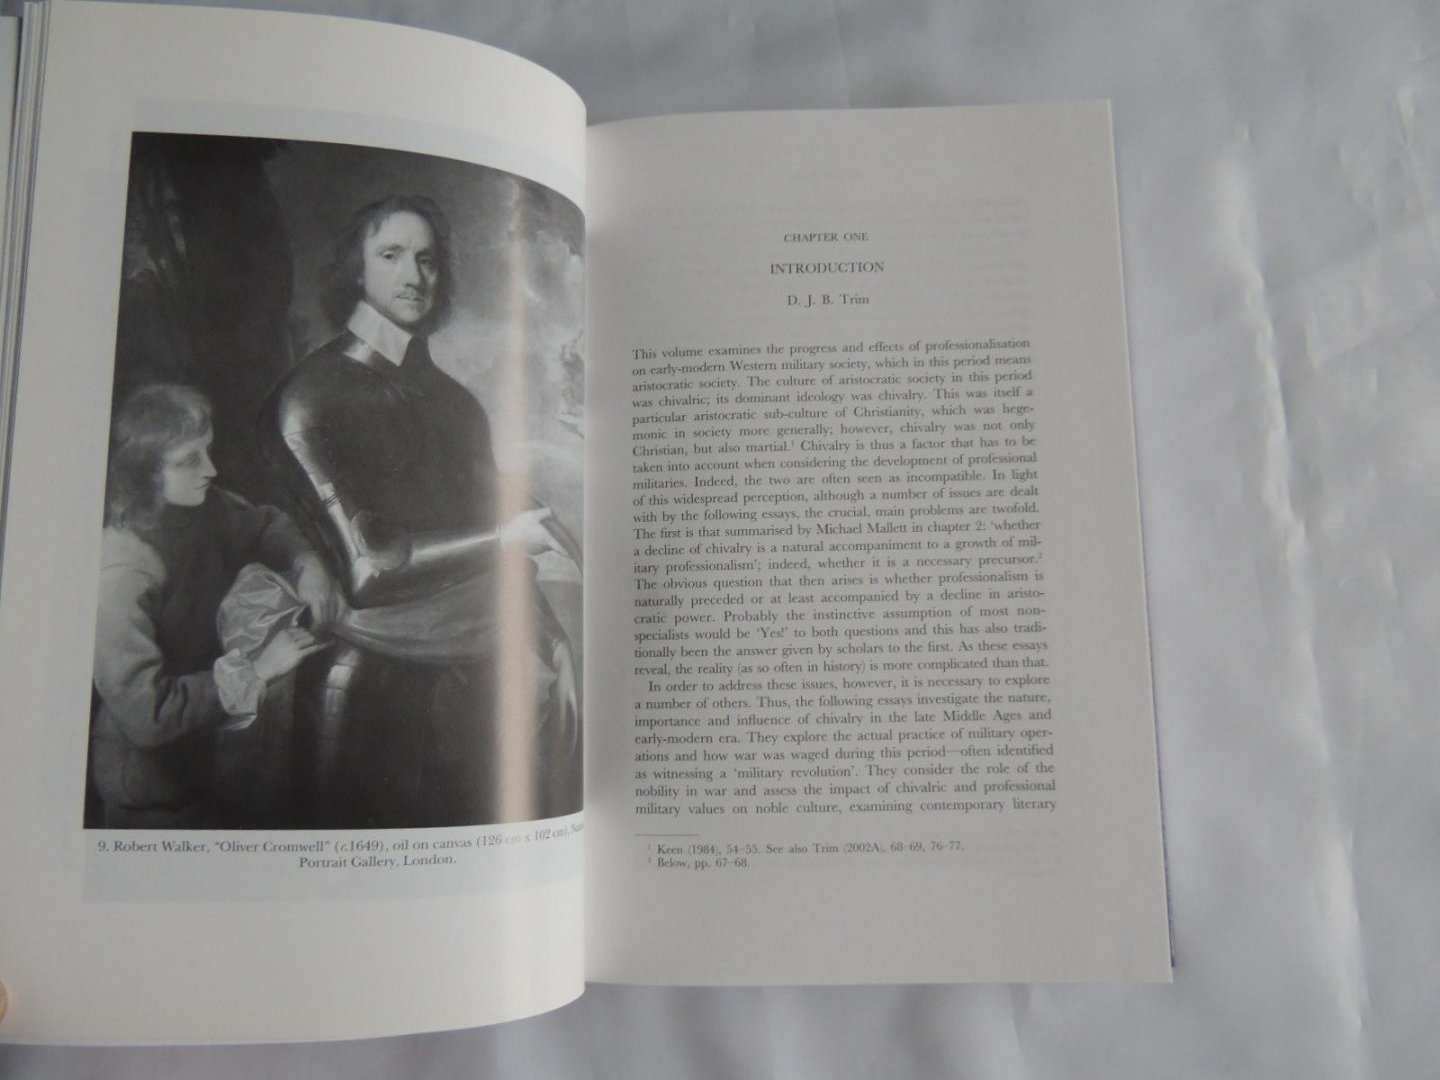 9. Robert Walker, “Oliver Cromwell” (c.1649), oil on canvas (126 cm x 102 cm),
Portrait Gallery, London.
CHAPTER ONE
INTRODUCTION
D. J. B. Trim
This volume examines the progress and effects of professionalisation
on early-modern Western military society, which in this period means
aristocratic society. The culture of aristocratic society in this period
was chivalric; its dominant ideology was chivalry. This was itself a
particular aristocratic sub-culture of Christianity, which was hege-
monic in society more generally; however, chivalry was not only
Christian, but also martial.1 Chivalry is thus a factor that has to be
taken into account when considering the development of professional
militaries. Indeed, the two are often seen as incompatible. In light
of this widespread perception, although a number of issues are dealt
with by the following essays, the crucial, main problems are twofold.
The first is that summarised by Michael Mallett in chapter 2: ‘whether
a decline of chivalry is a natural accompaniment to a growth of mil-
itary professionalism’; indeed, whether it is a necessary precursor.2
The obvious question that then arises is whether professionalism is
naturally preceded or at least accompanied by a decline in aristo-
cratic power. Probably the instinctive assumption of most non-
specialists would be ‘Yes!’ to both questions and this has also tradi-
tionally been the answer given by scholars to the first. As these essays
reveal, the reality (as so often in history) is more complicated than that.
In order to address these issues, however, it is necessary to explore
a number of others. Thus, the following essays investigate the nature,
importance and influence of chivalry in the late Middle Ages and
early-modern era. They explore the actual practice of military oper-
ations and how war was waged during this period—often identified
as witnessing a ‘military revolution’. They consider the role of the
nobility in war and assess the impact of chivalric and professional
military values on noble culture, examining contemporary literary
1 Keen (1984), 54–55. See also Trim (2002A), 68–69, 76–77.
2 Below, pp. 67–68.